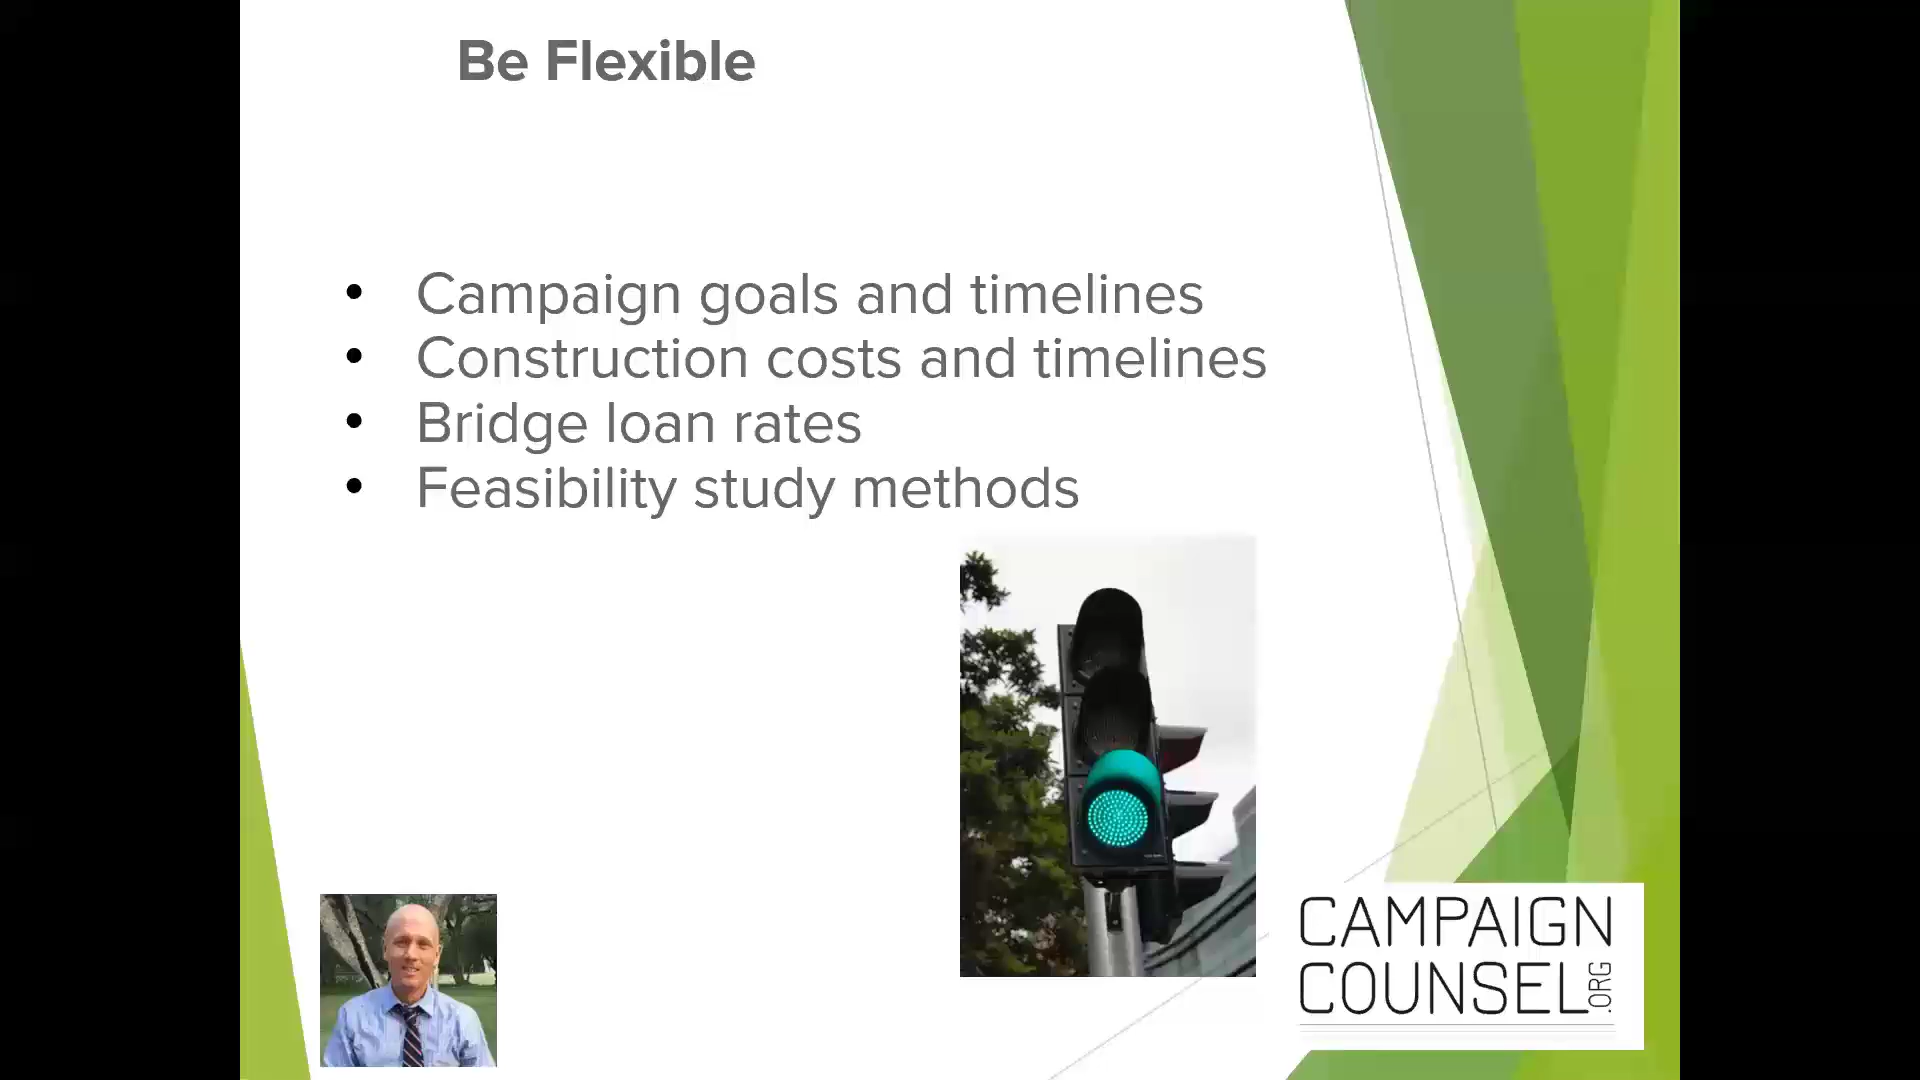 Be Flexible
• Campaign goals and timelines
• Construction costs and timelines
• Bridge loan rates
• Feasibility study methods
CAMPAIGN
COUNSEL.ORG